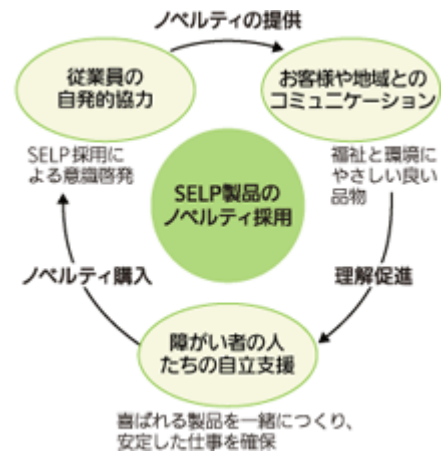 ノベルティの提供
従業員の
自発的協力
お客様や地域との
コミュニケーション
SELP採用に
よる意識啓発
福祉と環境に
やさしい良い
品物
SELP製品の
ノベルティ採用
ノベルティ購入
理解促進
障がい者の人
たちの自立支援
喜ばれる製品を一緒につくり、
安定した仕事を確保